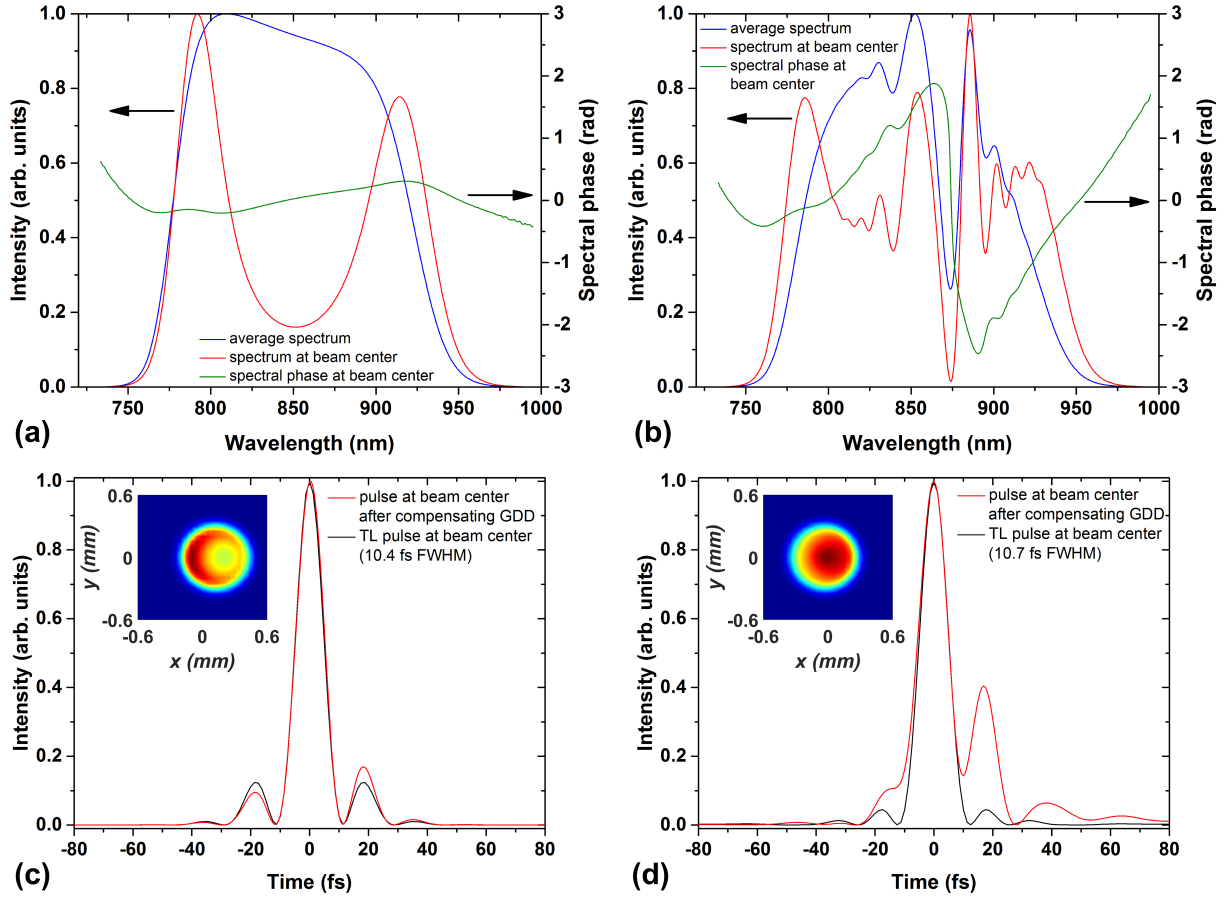 Intensity (arb. units)
1.0
0.8
0.6
0.4
0.2
0.0
average spectrum
spectrum at beam center
spectral phase at beam center
3
2
1
0
-1
-2
-3
Spectral phase (rad)
750
800
850
900
950
1000
Wavelength (nm)
(a)
Intensity (arb. units)
1.0
0.8
0.6
0.4
0.2
0.0
average spectrum
spectrum at beam center
spectral phase at
beam center
3
2
1
0
-1
-2
-3
Spectral phase (rad)
750
800
850
900
950
1000
Wavelength (nm)
(b)
Intensity (arb. units)
1.0
0.8
0.6
0.4
0.2
0.0
0.6
0
-0.6
y (mm)
-0.6
0
0.6
x (mm)
pulse at beam center
after compensating GDD
TL pulse at beam center
(10.4 fs FWHM)
-80
-60
-40
-20
0
20
40
60
80
Time (fs)
(c)
Intensity (arb. units)
1.0
0.8
0.6
0.4
0.2
0.0
0.6
0
-0.6
y (mm)
-0.6
0
0.6
x (mm)
pulse at beam center
after compensating GDD
TL pulse at beam center
(10.7 fs FWHM)
-80
-60
-40
-20
0
20
40
60
80
Time (fs)
(d)